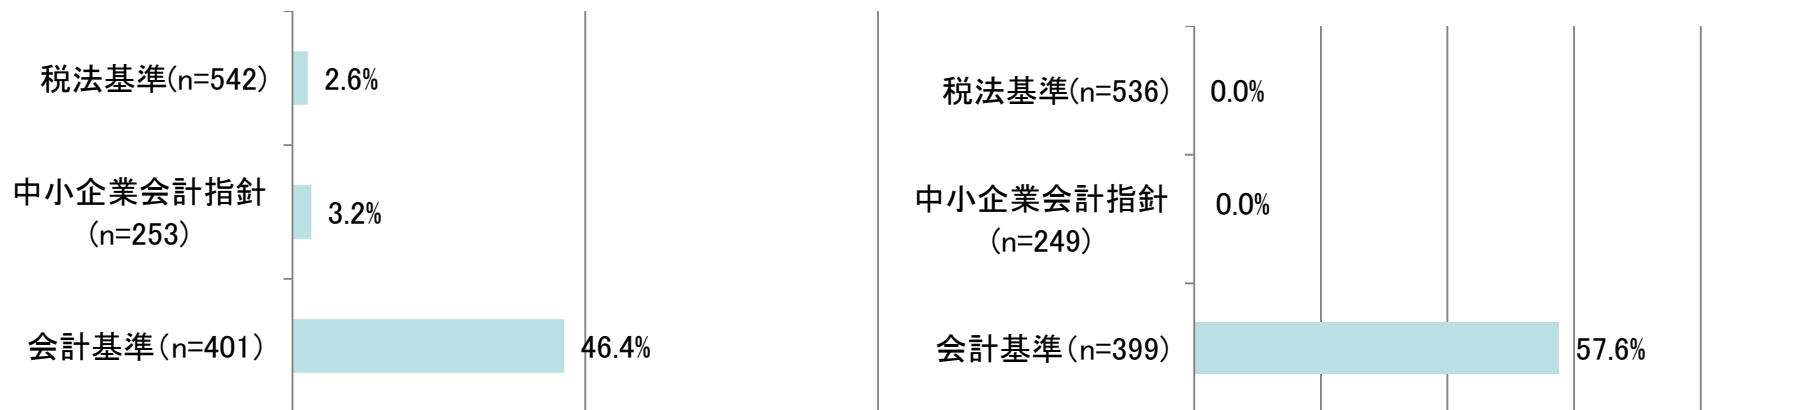 税法基準(n=542) 2.6%
中小企業会計指針
(n=253) 3.2%
会計基準(n=401) 46.4%
税法基準(n=536) 0.0%
中小企業会計指針
(n=249) 0.0%
会計基準(n=399) 57.6%